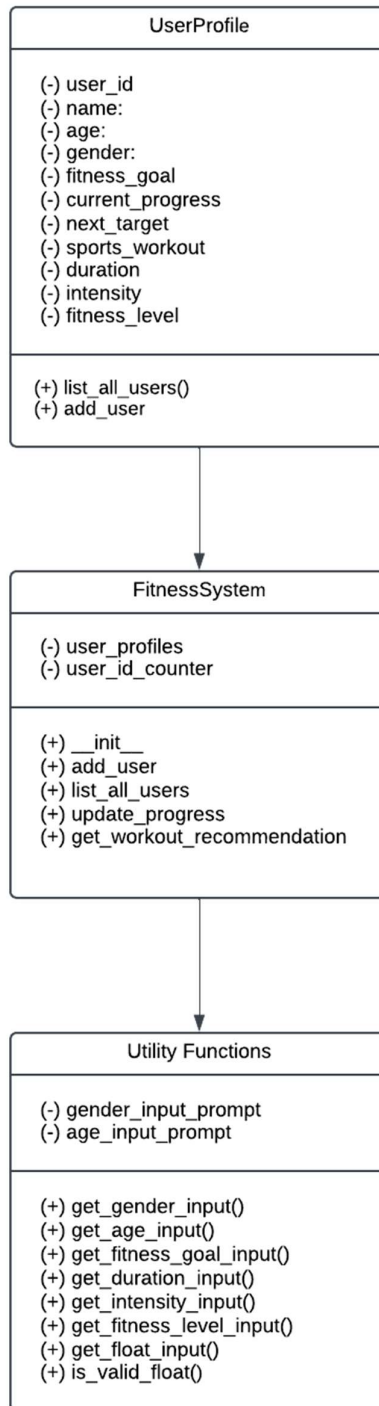 UserProfile
(-) user_id
(-) name:
(-) age:
(-) gender:
(-) fitness_goal
(-) current_progress
(-) next_target
(-) sports_workout
(-) duration
(-) intensity
(-) fitness_level
(+) list_all_users()
(+) add_user
FitnessSystem
(-) user_profiles
(-) user_id_counter
(+) __init__
(+) add_user
(+) list_all_users
(+) update_progress
(+) get_workout_recommendation
Utility Functions
(-) gender_input_prompt
(-) age_input_prompt
(+) get_gender_input()
(+) get_age_input()
(+) get_fitness_goal_input()
(+) get_duration_input()
(+) get_intensity_input()
(+) get_fitness_level_input()
(+) get_float_input()
(+) is_valid_float()